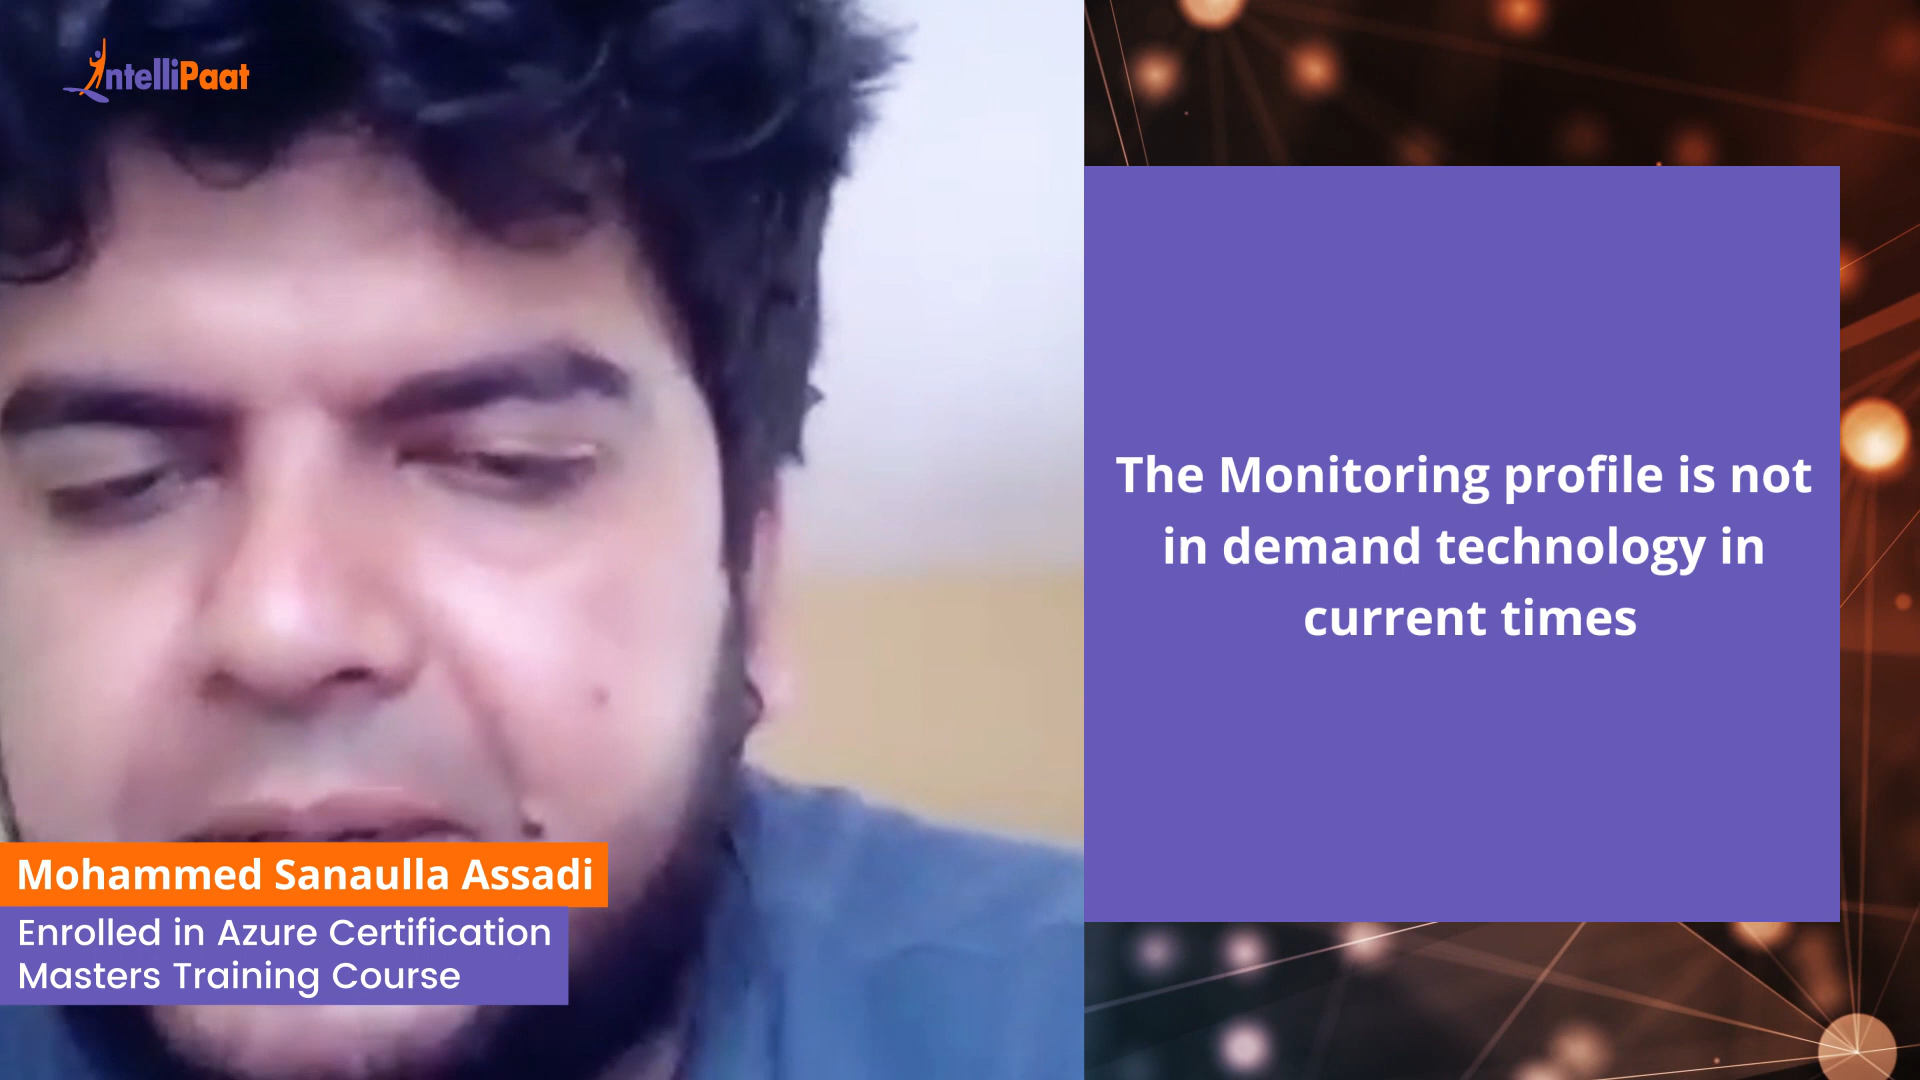 IntelliPaat
The Monitoring profile is not
in demand technology in
current times
Mohammed Sanaulla Assadi
Enrolled in Azure Certification
Masters Training Course